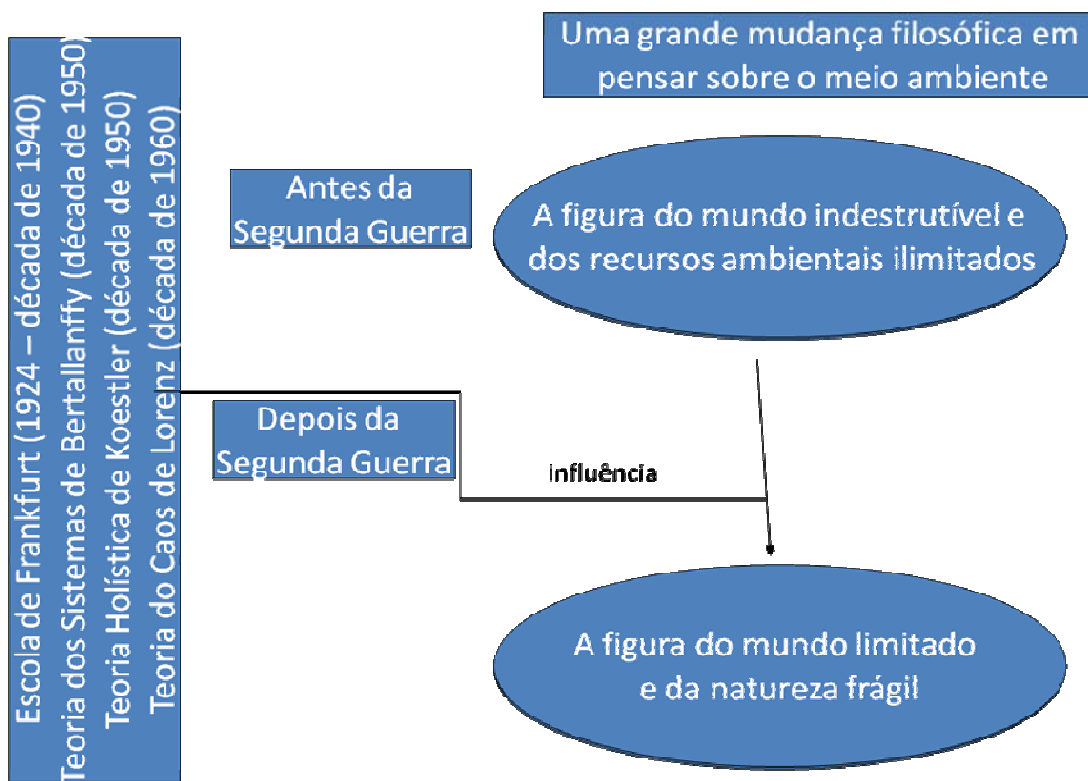 Uma grande mudança filosófica em
pensar sobre o meio ambiente
Escola de Frankfurt (1924 – década de 1940)
Teoria dos Sistemas de Bertallanffy (década de 1950)
Teoria Holística de Koestler (década de 1950)
Teoria do Caos de Lorenz (década de 1960)
Antes da
Segunda Guerra
A figura do mundo indestrutível e
dos recursos ambientais ilimitados
Depois da
Segunda Guerra
influência
A figura do mundo limitado
e da natureza frágil